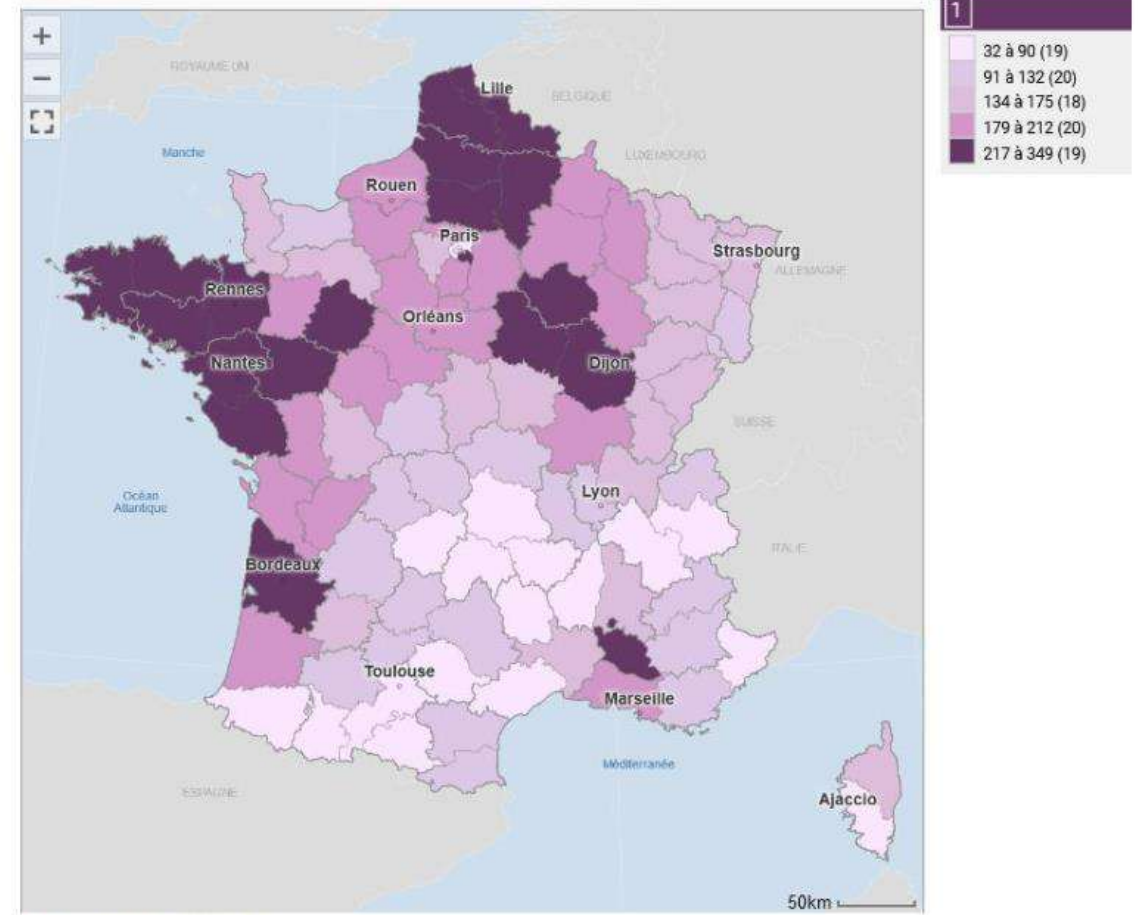 1
32 à 90 (19)
91 à 132 (20)
134 à 175 (18)
179 à 212 (20)
217 à 349 (19)
+
−
ROYAUME UNI
Lille
BELGIQUE
Manche
LUXEMBOURG
Rouen
Paris
Strasbourg
ALLEMAGNE
Rennes
Orléans
Nantes
Dijon
SUISSE
Océan
Atlantique
Lyon
ITALIE
Bordeaux
Toulouse
Marseille
Méditerranée
ESPAGNE
Ajaccio
50km